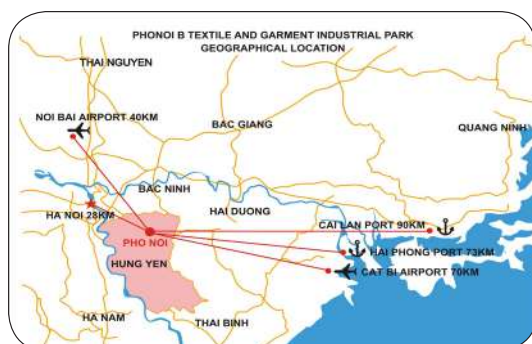 PHONOI B TEXTILE AND GARMENT INDUSTRIAL PARK
GEOGRAPHICAL LOCATION
THAI NGUYEN
NOI BAI AIRPORT 40KM
BAC GIANG
QUANG NINH
BAC NINH
HA NOI 28KM
HAI DUONG
CAI LAN PORT 90KM
PHO NOI
HAI PHONG PORT 73KM
HUNG YEN
CAT BI AIRPORT 70KM
HA NAM
THAI BINH